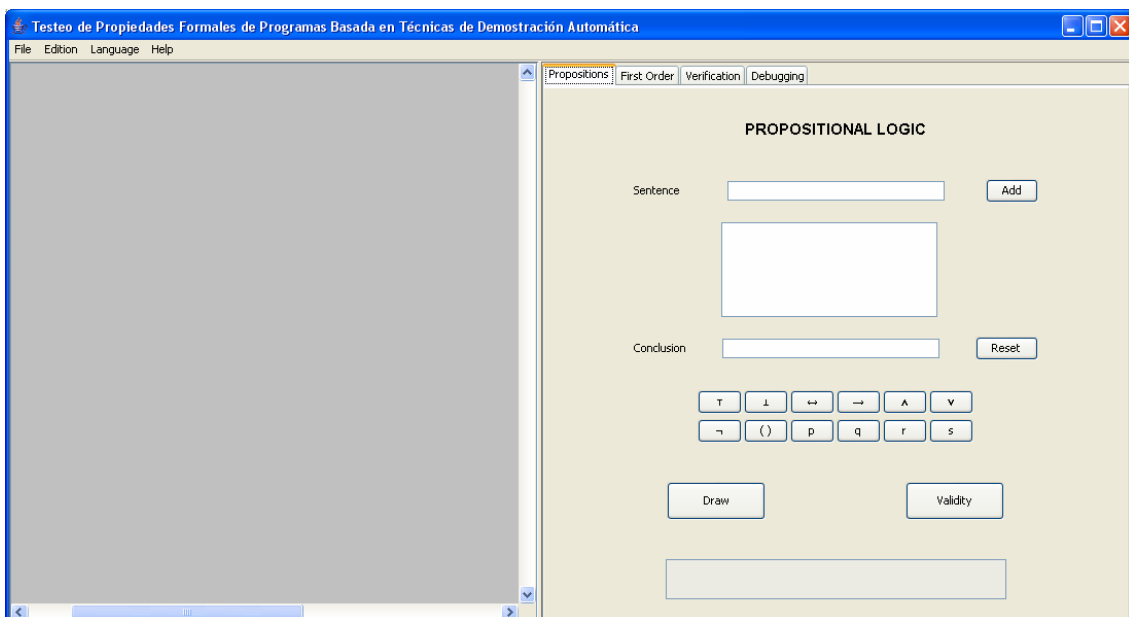 Testeo de Propiedades Formales de Programas Basada en Técnicas de Demostración Automática
File Edition Language Help
Propositions First Order Verification Debugging
PROPOSITIONAL LOGIC
Sentence Add
Conclusion Reset
⊤ ⊥ ↔ → ∧ ∨
¬ ( ) p q r s
Draw Validity